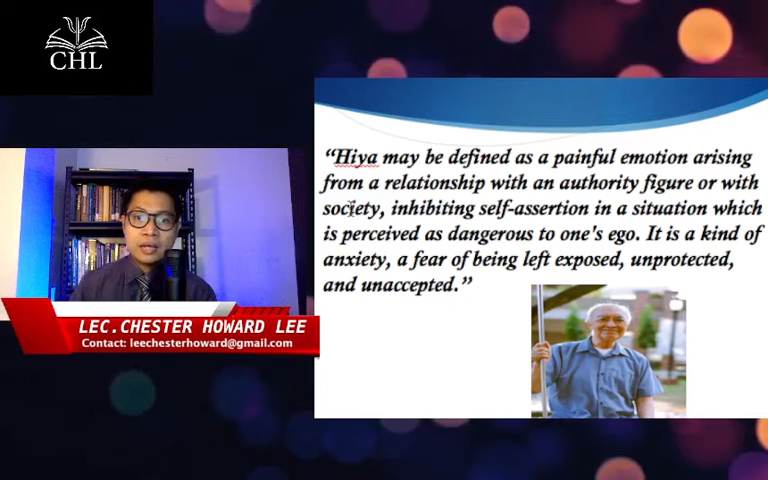 CHL
"Hiya may be defined as a painful emotion arising
from a relationship with an authority figure or with
society, inhibiting self-assertion in a situation which
is perceived as dangerous to one's ego. It is a kind of
anxiety, a fear of being left exposed, unprotected,
and unaccepted."
LEC.CHESTER HOWARD LEE
Contact: leechesterhoward@gmail.com